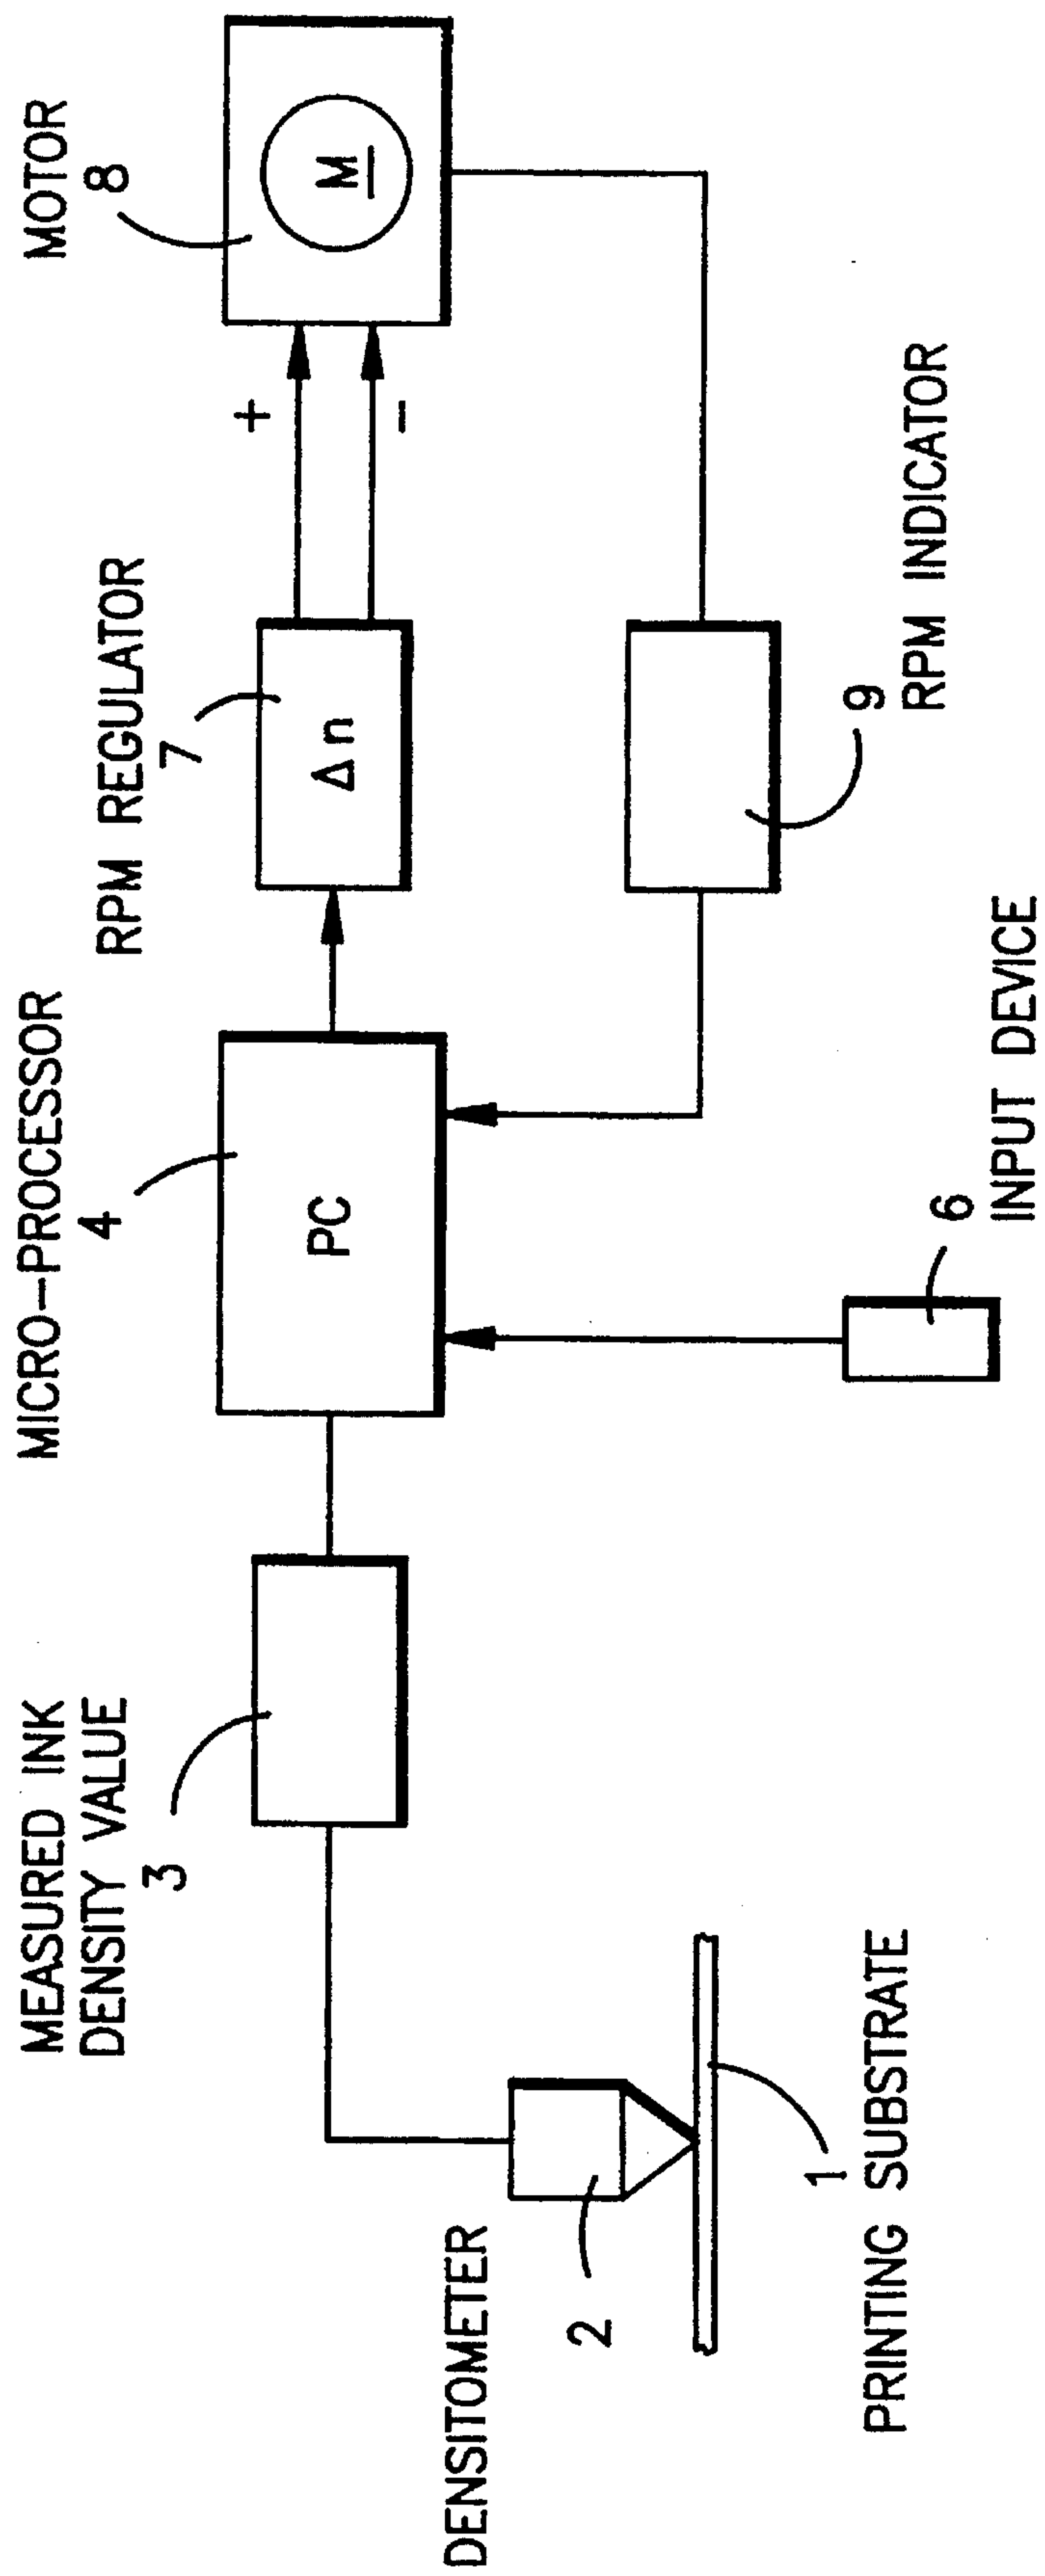 MEASURED INK
DENSITY VALUE
3
MICRO-PROCESSOR
4
PC
RPM REGULATOR
7
Δn
+
-
MOTOR
8
M
DENSITOMETER
2
1
PRINTING SUBSTRATE
6
INPUT DEVICE
9
RPM INDICATOR